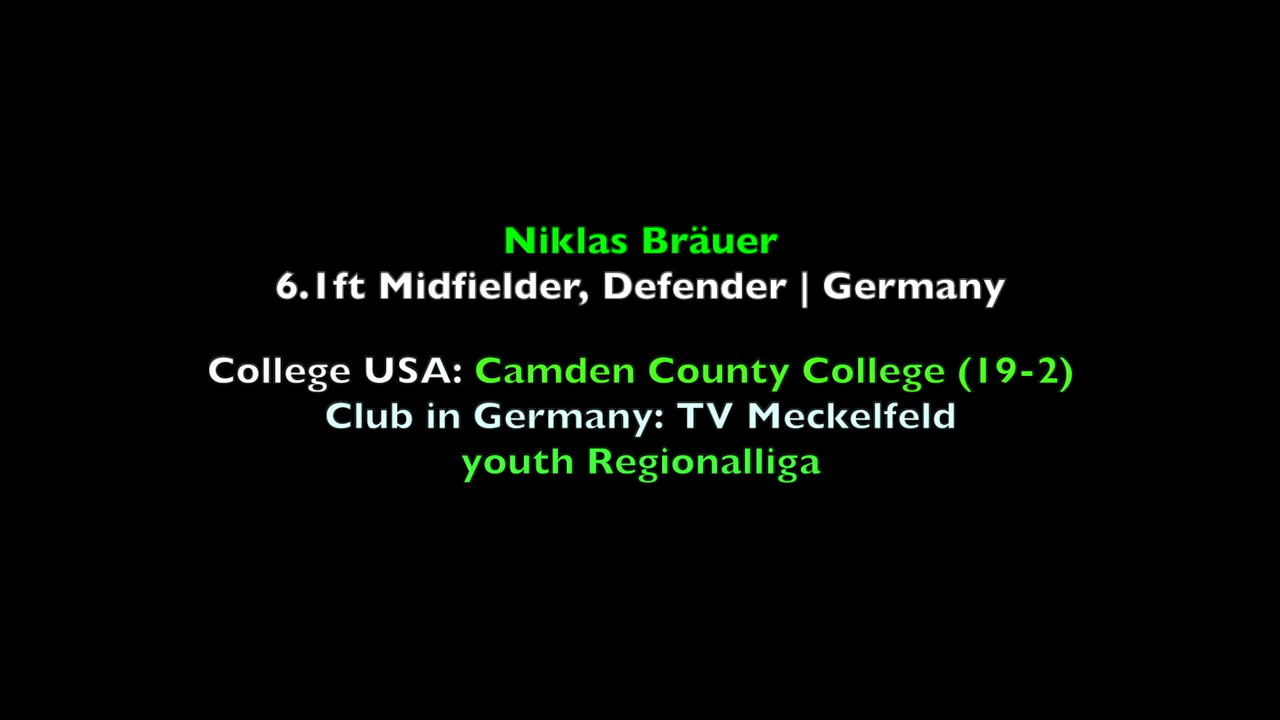 Niklas Bräuer
6.1ft Midfielder, Defender | Germany
College USA: Camden County College (19-2)
Club in Germany: TV Meckelfeld
youth Regionalliga